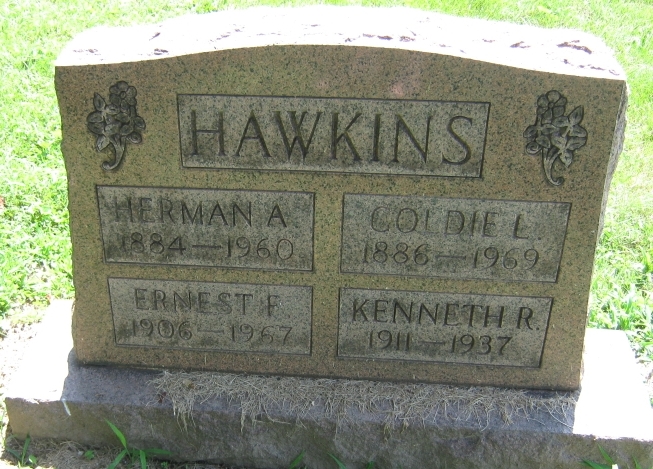 HAWKINS
HERMAN A.
1884—1960
GOLDIE L.
1886—1969
ERNEST F.
1906—1967
KENNETH R.
1911—1937